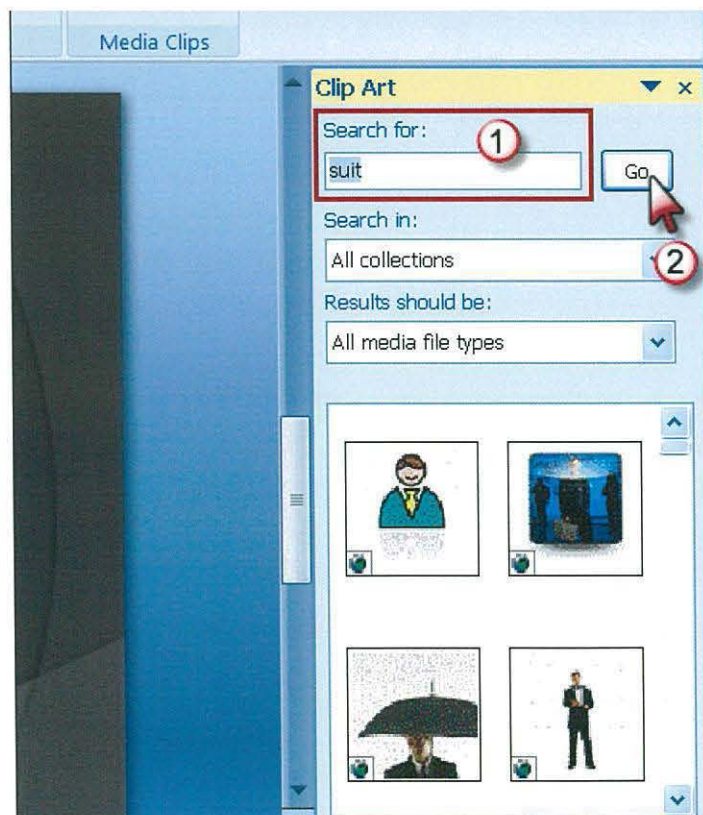 Media Clips
Clip Art
Search for:
1
suit
Go
Search in:
All collections
2
Results should be:
All media file types